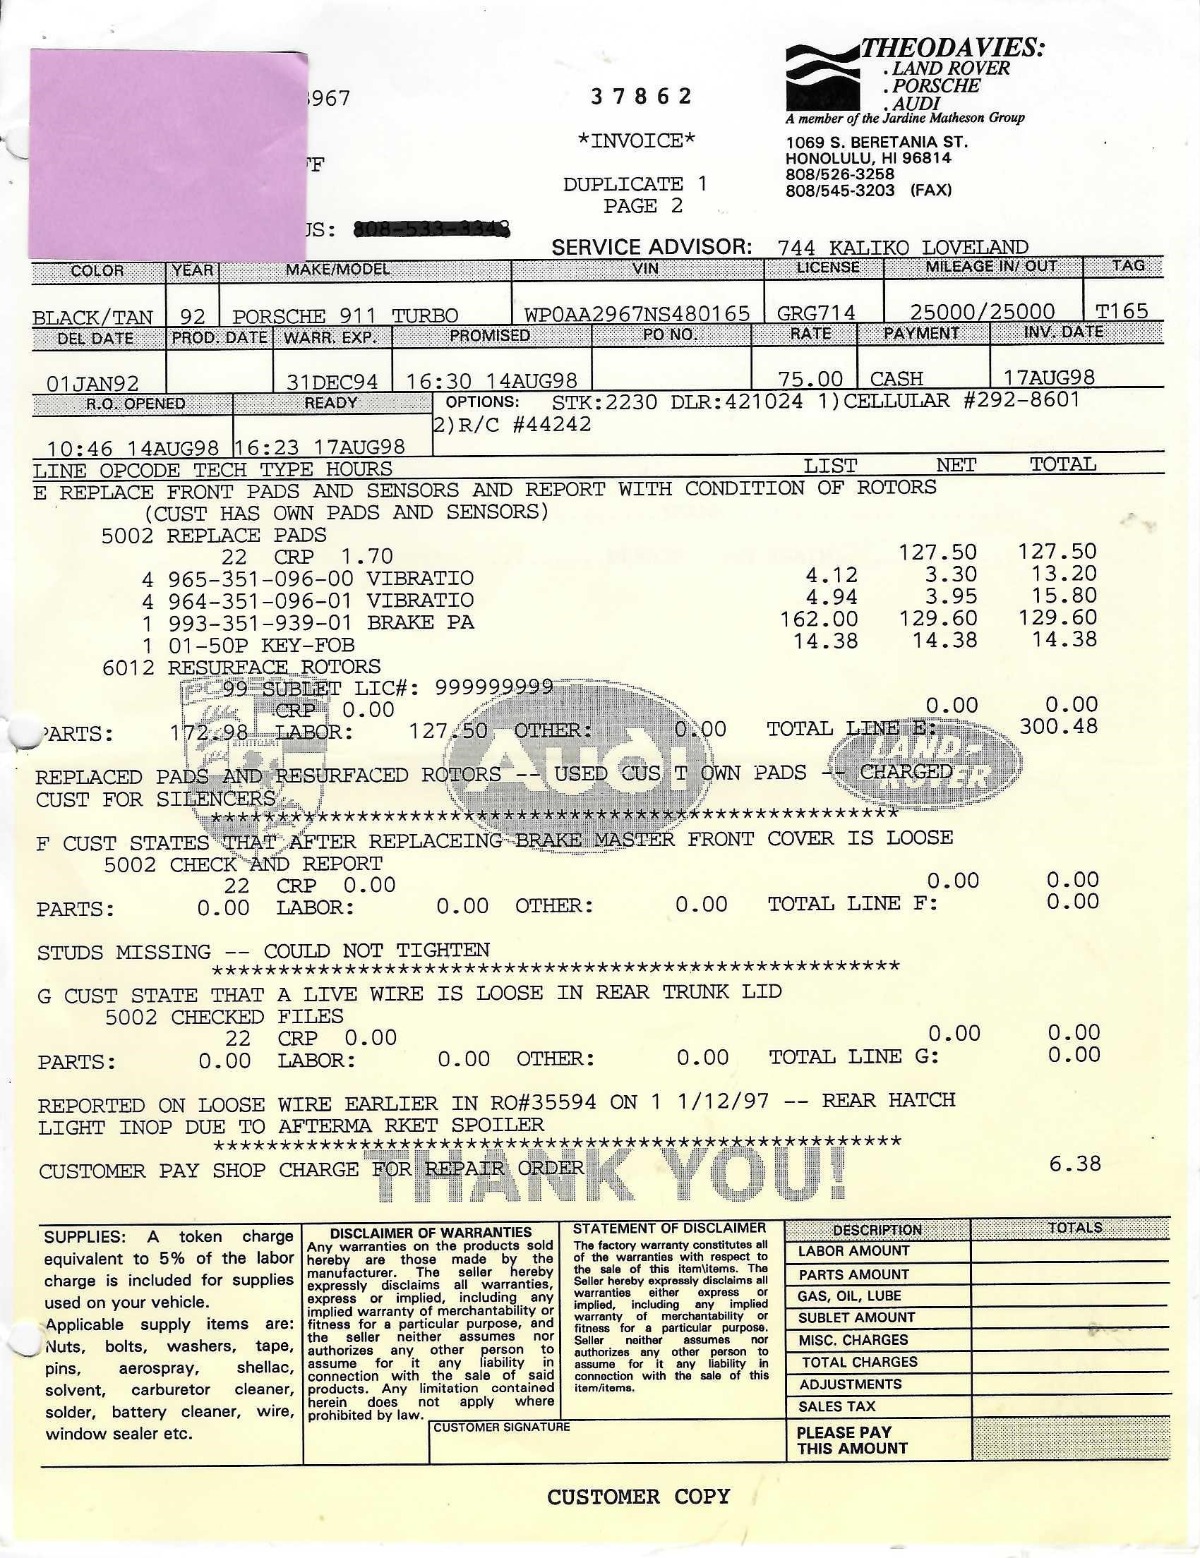 THEODAVIES:
. LAND ROVER
. PORSCHE
. AUDI
A member of the Jardine Matheson Group
1069 S. BERETANIA ST.
HONOLULU, HI 96814
808/526-3258
808/545-3203 (FAX)
3967
37862
*INVOICE*
FF
DUPLICATE 1
PAGE 2
US:
SERVICE ADVISOR: 744 KALIKO LOVELAND
COLOR YEAR MAKE/MODEL VIN LICENSE MILEAGE IN/OUT TAG
BLACK/TAN 92 PORSCHE 911 TURBO WP0AA2967NS480165 GRG714 25000/25000 T165
DEL DATE PROD. DATE WARR. EXP. PROMISED PO NO. RATE PAYMENT INV. DATE
01JAN92 31DEC94 16:30 14AUG98 75.00 CASH 17AUG98
R.O. OPENED READY OPTIONS: STK:2230 DLR:421024 1)CELLULAR #292-8601
2)R/C #44242
10:46 14AUG98 16:23 17AUG98
LINE OPCODE TECH TYPE HOURS LIST NET TOTAL
E REPLACE FRONT PADS AND SENSORS AND REPORT WITH CONDITION OF ROTORS
(CUST HAS OWN PADS AND SENSORS)
5002 REPLACE PADS
22 CRP 1.70 127.50 127.50
4 965-351-096-00 VIBRATIO 4.12 3.30 13.20
4 964-351-096-01 VIBRATIO 4.94 3.95 15.80
1 993-351-939-01 BRAKE PA 162.00 129.60 129.60
1 01-50P KEY-FOB 14.38 14.38 14.38
6012 RESURFACE ROTORS
99 SUBLET LIC#: 999999999
CRP 0.00 0.00 0.00
PARTS: 172.98 LABOR: 127.50 OTHER: 0.00 TOTAL LINE E: 300.48
AUDI
LAND-ROVER
REPLACED PADS AND RESURFACED ROTORS -- USED CUS T OWN PADS -- CHARGED
CUST FOR SILENCERS
****************************************************
F CUST STATES THAT AFTER REPLACEING BRAKE MASTER FRONT COVER IS LOOSE
5002 CHECK AND REPORT
22 CRP 0.00 0.00 0.00
PARTS: 0.00 LABOR: 0.00 OTHER: 0.00 TOTAL LINE F: 0.00
STUDS MISSING -- COULD NOT TIGHTEN
****************************************************
G CUST STATE THAT A LIVE WIRE IS LOOSE IN REAR TRUNK LID
5002 CHECKED FILES
22 CRP 0.00 0.00 0.00
PARTS: 0.00 LABOR: 0.00 OTHER: 0.00 TOTAL LINE G: 0.00
REPORTED ON LOOSE WIRE EARLIER IN RO#35594 ON 1 1/12/97 -- REAR HATCH
LIGHT INOP DUE TO AFTERMA RKET SPOILER
****************************************************
CUSTOMER PAY SHOP CHARGE FOR REPAIR ORDER 6.38
THANK YOU!
SUPPLIES: A token charge
equivalent to 5% of the labor
charge is included for supplies
used on your vehicle.
Applicable supply items are:
Nuts, bolts, washers, tape,
pins, aerospray, shellac,
solvent, carburetor cleaner,
solder, battery cleaner, wire,
window sealer etc.
DISCLAIMER OF WARRANTIES
Any warranties on the products sold
hereby are those made by the
manufacturer. The seller hereby
expressly disclaims all warranties,
express or implied, including any
implied warranty of merchantability or
fitness for a particular purpose, and
the seller neither assumes nor
authorizes any other person to
assume for it any liability in
connection with the sale of said
products. Any limitation contained
herein does not apply where
prohibited by law.
STATEMENT OF DISCLAIMER
The factory warranty constitutes all
of the warranties with respect to
the sale of this item\items. The
Seller hereby expressly disclaims all
warranties either express or
implied, including any implied
warranty of merchantability or
fitness for a particular purpose.
Seller neither assumes nor
authorizes any other person to
assume for it any liability in
connection with the sale of this
item/items.
CUSTOMER SIGNATURE
DESCRIPTION TOTALS
LABOR AMOUNT
PARTS AMOUNT
GAS, OIL, LUBE
SUBLET AMOUNT
MISC. CHARGES
TOTAL CHARGES
ADJUSTMENTS
SALES TAX
PLEASE PAY
THIS AMOUNT
CUSTOMER COPY